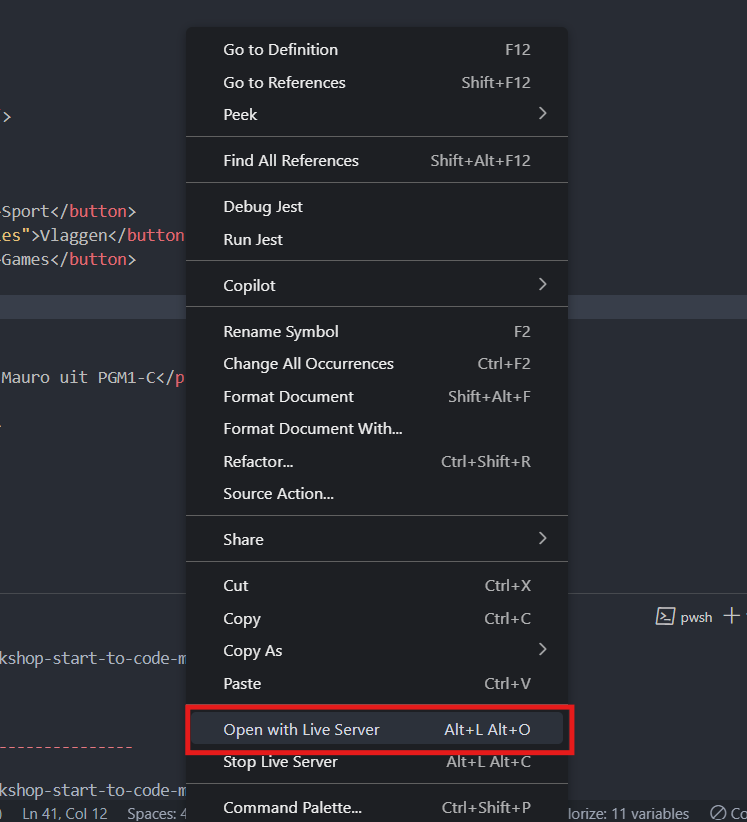 Go to Definition F12
Go to References Shift+F12
Peek
>
Find All References Shift+Alt+F12
>Sport</button>
Debug Jest
es">Vlaggen</button
Run Jest
Games</button>
Copilot
Rename Symbol F2
Change All Occurrences Ctrl+F2
Mauro uit PGM1-C</p
Format Document Shift+Alt+F
Format Document With...
Refactor... Ctrl+Shift+R
Source Action...
Share
Cut Ctrl+X
Copy Ctrl+C
pwsh
kshop-start-to-code-m
Copy As
Paste Ctrl+V
Open with Live Server Alt+L Alt+O
---------------
Stop Live Server Alt+L Alt+C
kshop-start-to-code-m
Command Palette... Ctrl+Shift+P
Ln 41, Col 12 Spaces: 4 lorize: 11 variables Co